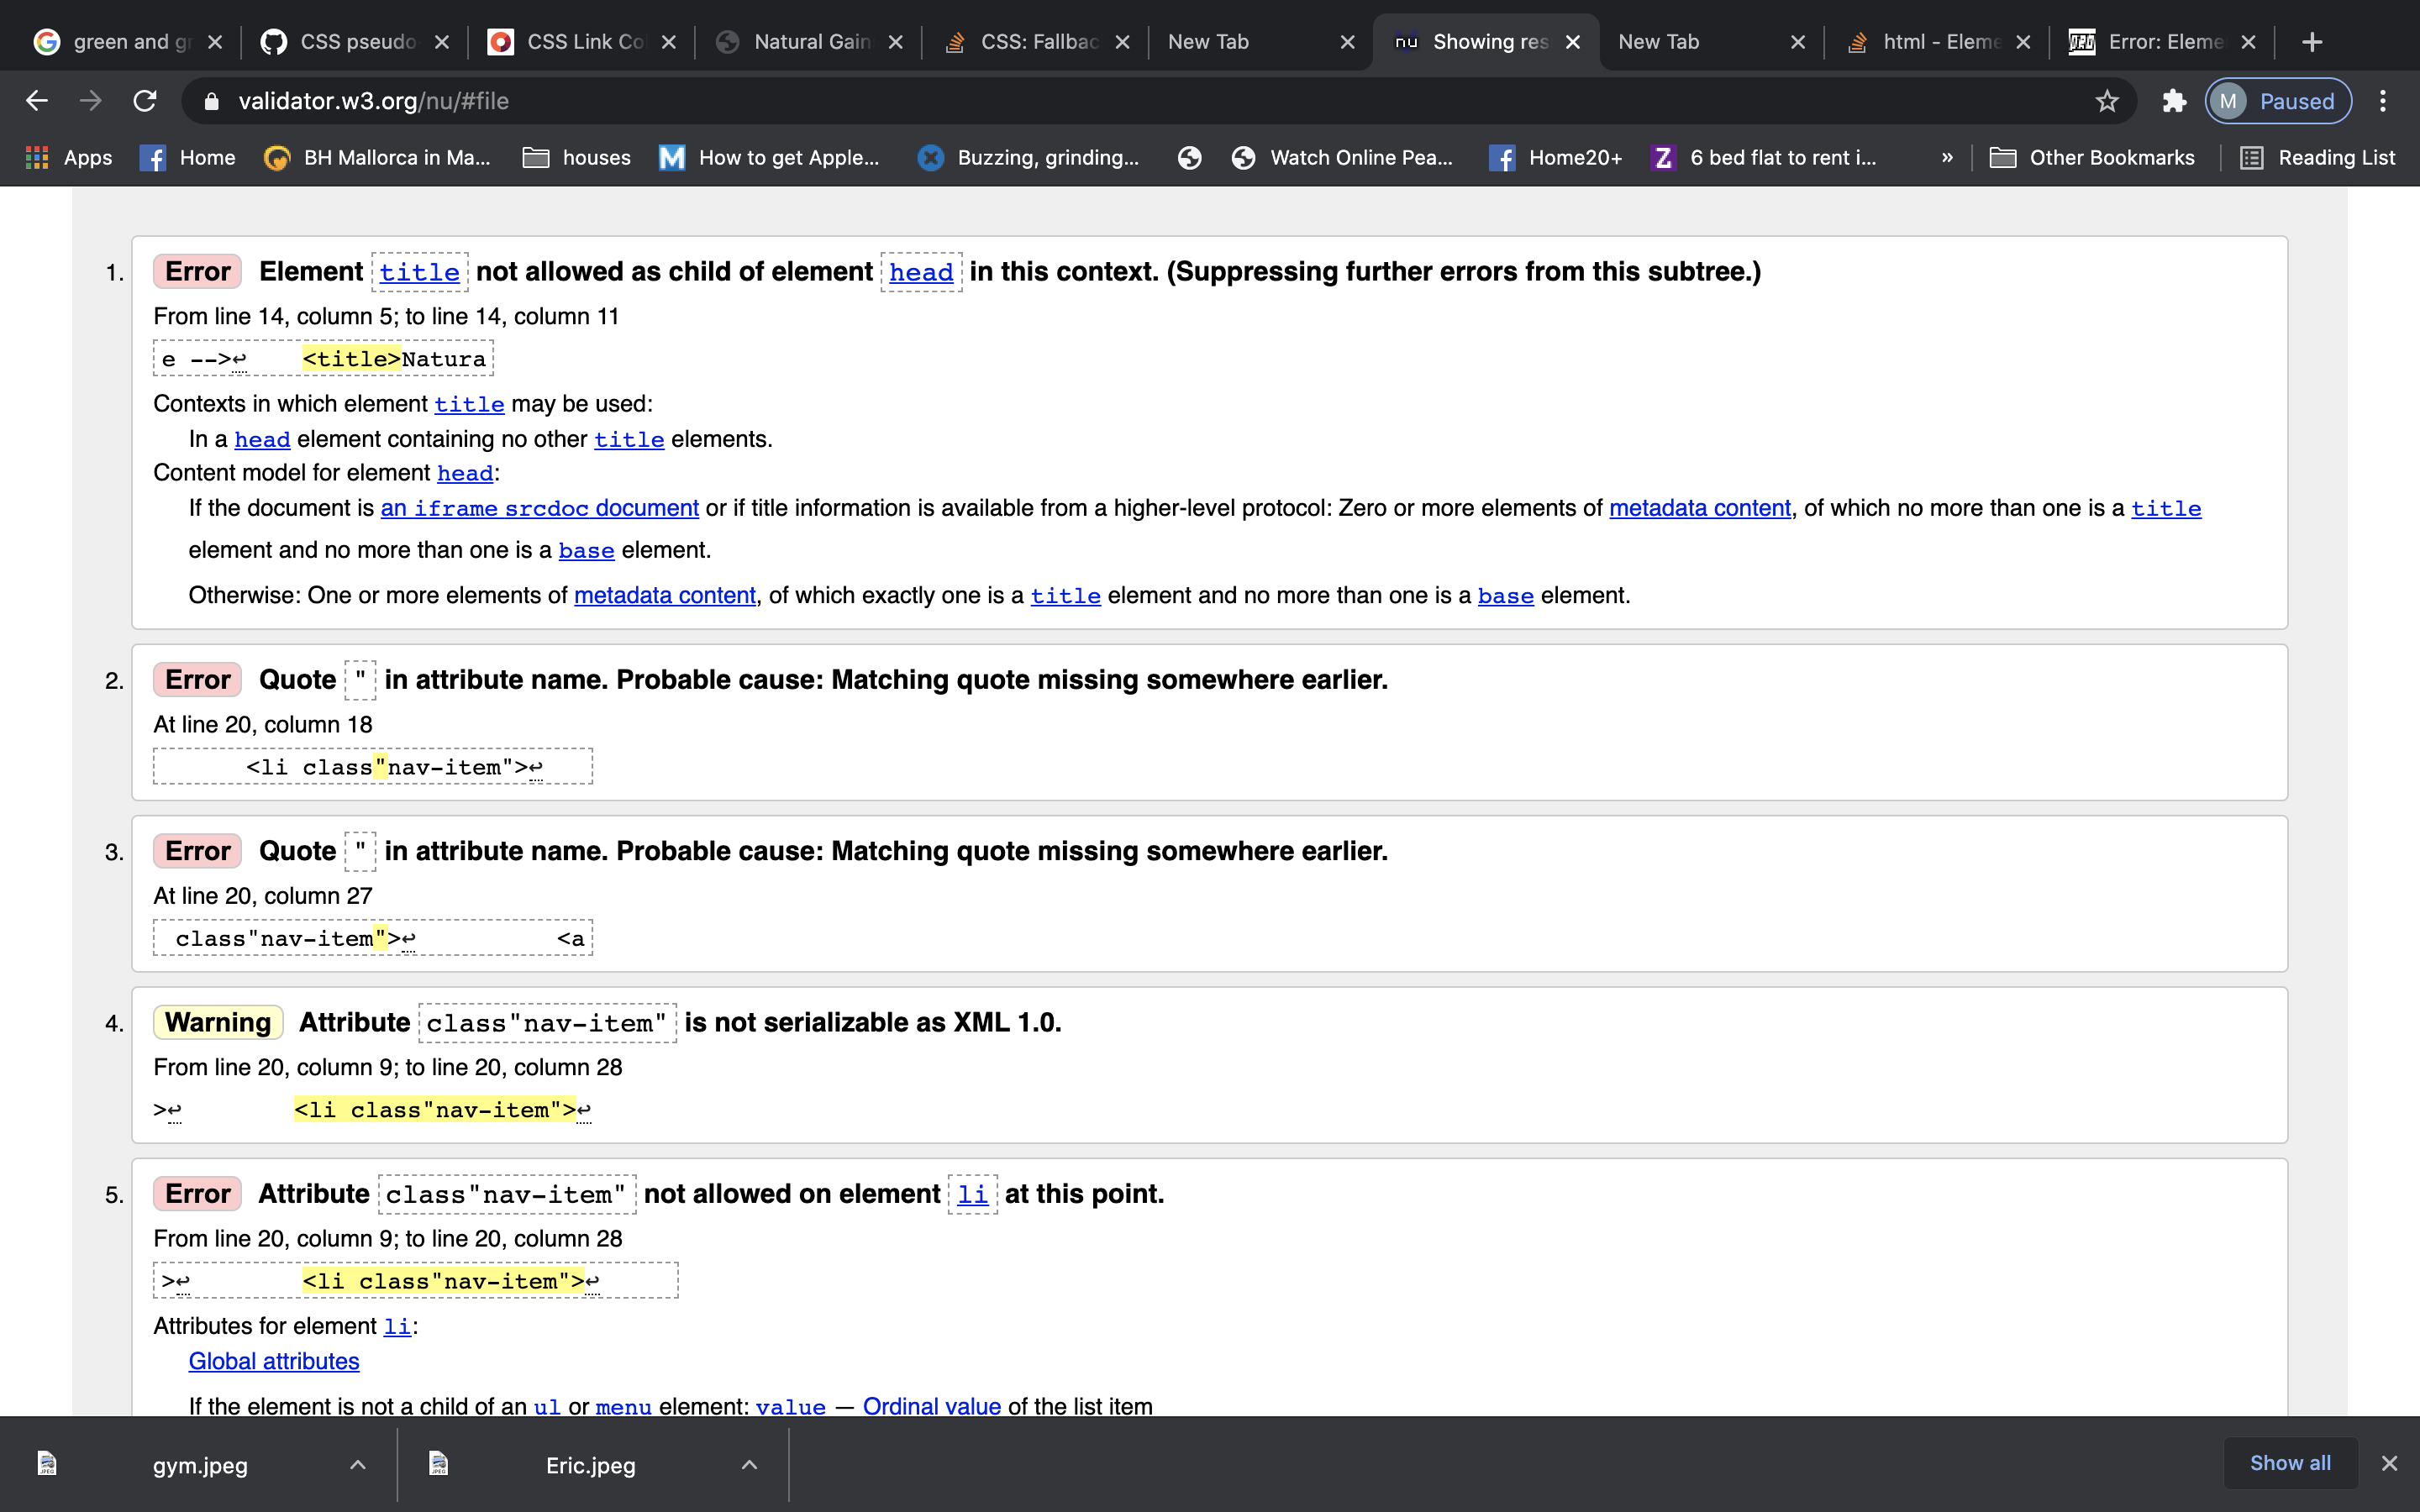 green and gr
CSS pseudo
CSS Link Co
Natural Gain
CSS: Fallbac
New Tab
nu Showing res
New Tab
html - Eleme
Error: Eleme
validator.w3.org/nu/#file
M Paused
Apps
Home
BH Mallorca in Ma...
houses
M How to get Apple...
Buzzing, grinding...
Watch Online Pea...
Home20+
Z 6 bed flat to rent i...
»
Other Bookmarks
Reading List
1. Error Element title not allowed as child of element head in this context. (Suppressing further errors from this subtree.)
From line 14, column 5; to line 14, column 11
e -->↩ <title>Natura
Contexts in which element title may be used:
In a head element containing no other title elements.
Content model for element head:
If the document is an iframe srcdoc document or if title information is available from a higher-level protocol: Zero or more elements of metadata content, of which no more than one is a title
element and no more than one is a base element.
Otherwise: One or more elements of metadata content, of which exactly one is a title element and no more than one is a base element.
2. Error Quote " in attribute name. Probable cause: Matching quote missing somewhere earlier.
At line 20, column 18
<li class"nav-item">↩
3. Error Quote " in attribute name. Probable cause: Matching quote missing somewhere earlier.
At line 20, column 27
class"nav-item">↩ <a
4. Warning Attribute class"nav-item" is not serializable as XML 1.0.
From line 20, column 9; to line 20, column 28
>↩ <li class"nav-item">↩
5. Error Attribute class"nav-item" not allowed on element li at this point.
From line 20, column 9; to line 20, column 28
>↩ <li class"nav-item">↩
Attributes for element li:
Global attributes
If the element is not a child of an ul or menu element: value — Ordinal value of the list item
gym.jpeg
Eric.jpeg
Show all